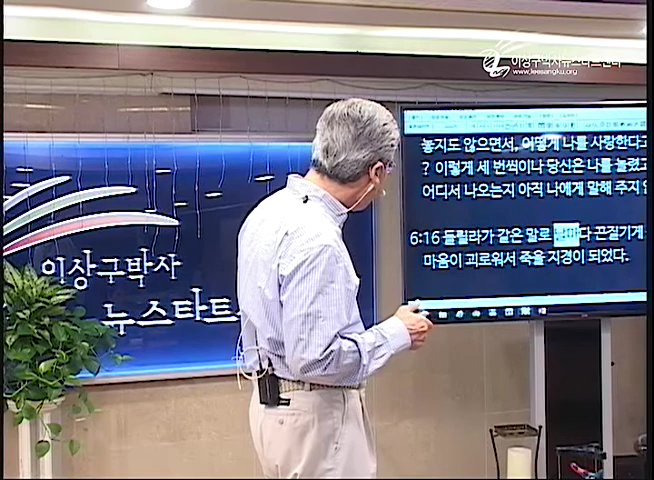 이상구박사뉴스타트센터
www.leesangku.org
놓지도 않으면서, 어떻게 나를 사랑한다고
? 이렇게 세 번씩이나 당신은 나를 놀렸고
어디서 나오는지 아직 나에게 말해 주지 않
6:16 들릴라가 같은 말로 날마다 끈질기게
마음이 괴로워서 죽을 지경이 되었다.
이상구박사
뉴스타트